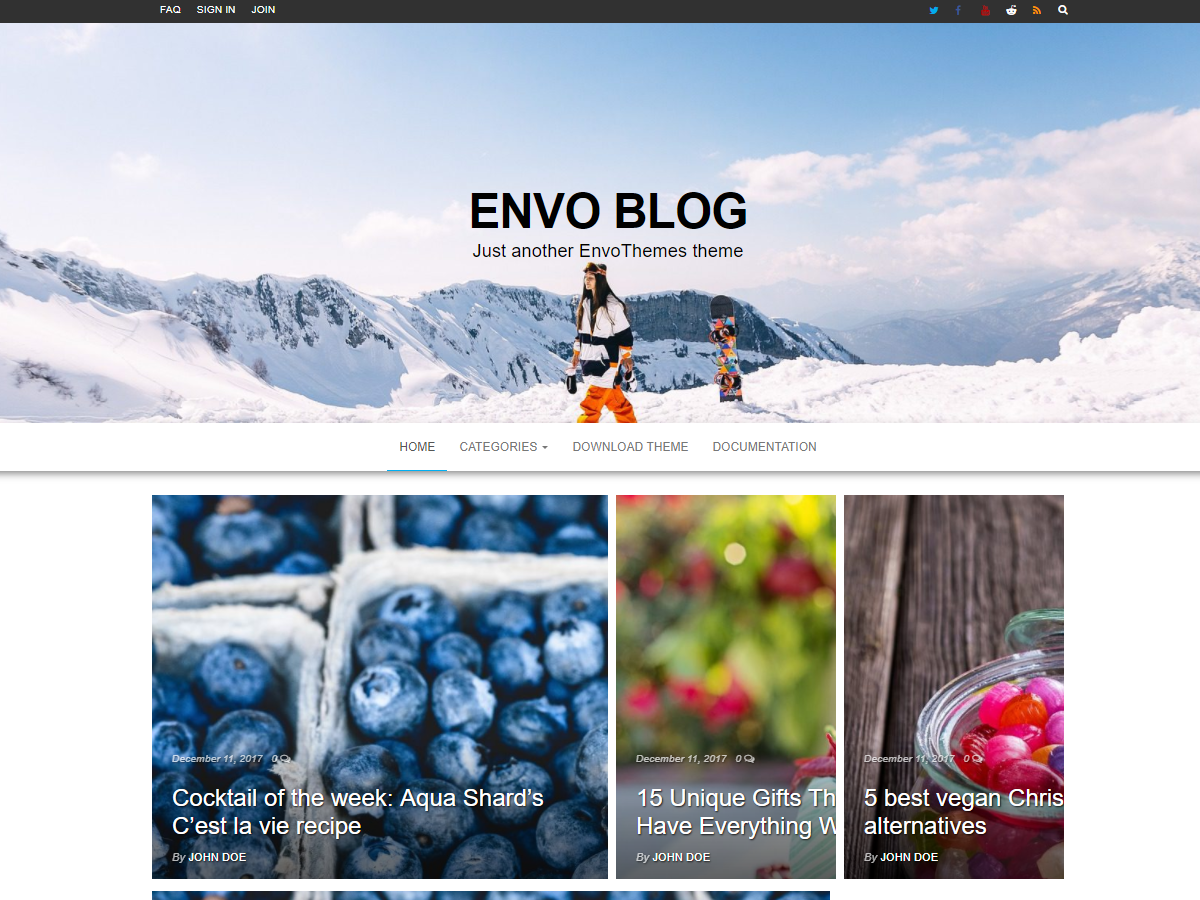 FAQ SIGN IN JOIN
ENVO BLOG
Just another EnvoThemes theme
HOME CATEGORIES DOWNLOAD THEME DOCUMENTATION
December 11, 2017 0
Cocktail of the week: Aqua Shard’s
C’est la vie recipe
By JOHN DOE
December 11, 2017 0
15 Unique Gifts Th
Have Everything W
By JOHN DOE
December 11, 2017 0
5 best vegan Chris
alternatives
By JOHN DOE